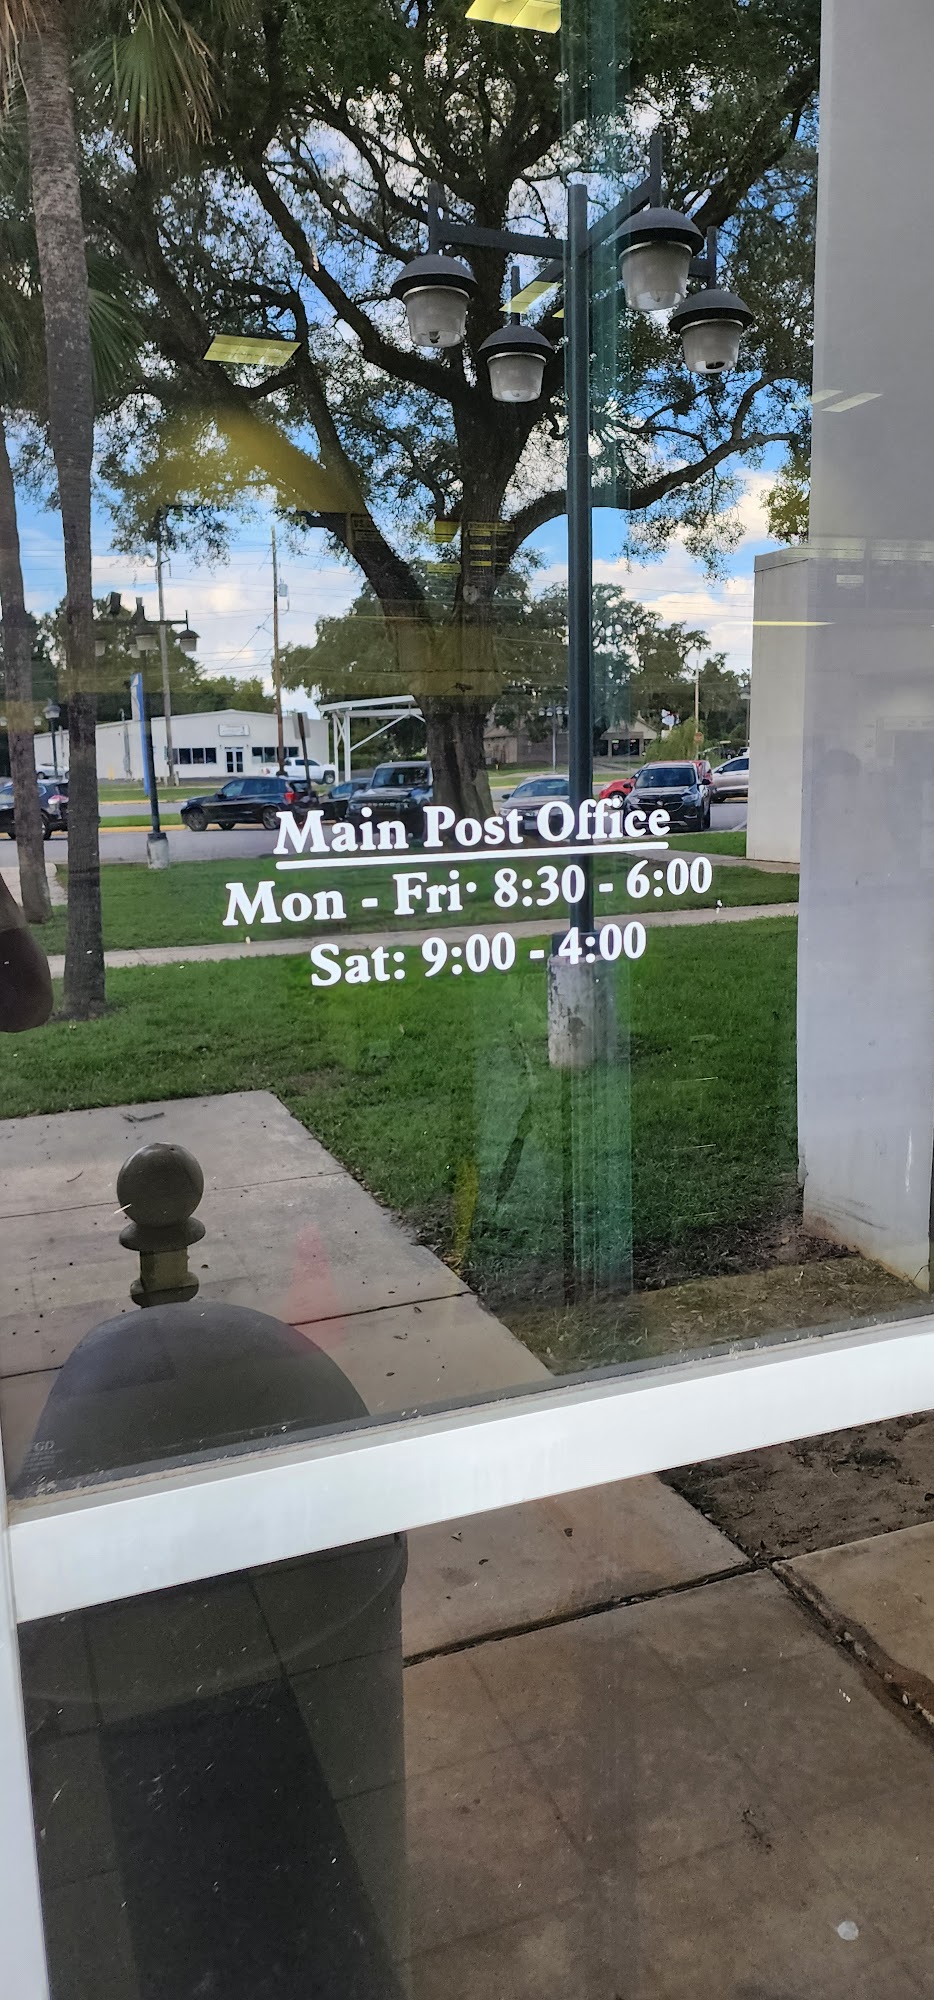 Main Post Office
Mon - Fri· 8:30 - 6:00
Sat: 9:00 - 4:00